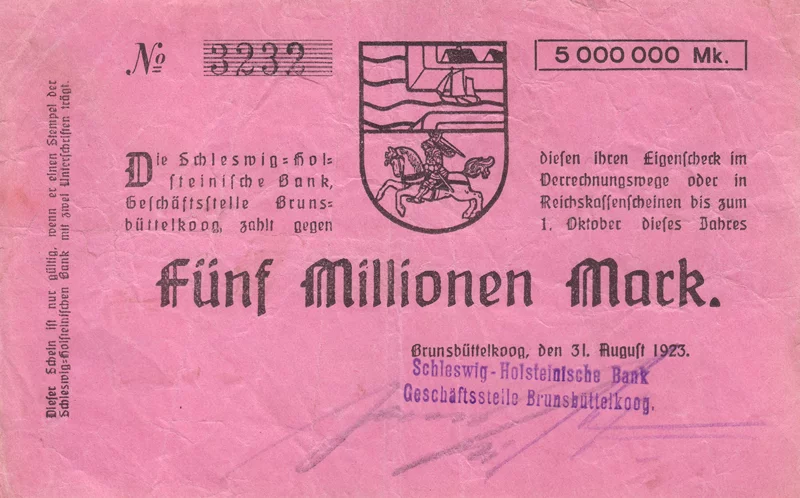 № 3232
5 000 000 Mk.
Die Schleswig=Hol=
steinische Bank,
Geschäftsstelle Bruns=
büttelkoog, zahlt gegen
diesen ihren Eigenscheck im
Verrechnungswege oder in
Reichskassenscheinen bis zum
1. Oktober dieses Jahres
Fünf Millionen Mark.
Brunsbüttelkoog, den 31. August 1923.
Schleswig-Holsteinische Bank
Geschäftsstelle Brunsbüttelkoog.
Dieser Schein ist nur gültig, wenn er einen Stempel der
Schleswig=Holsteinischen Bank mit zwei Unterschriften trägt.